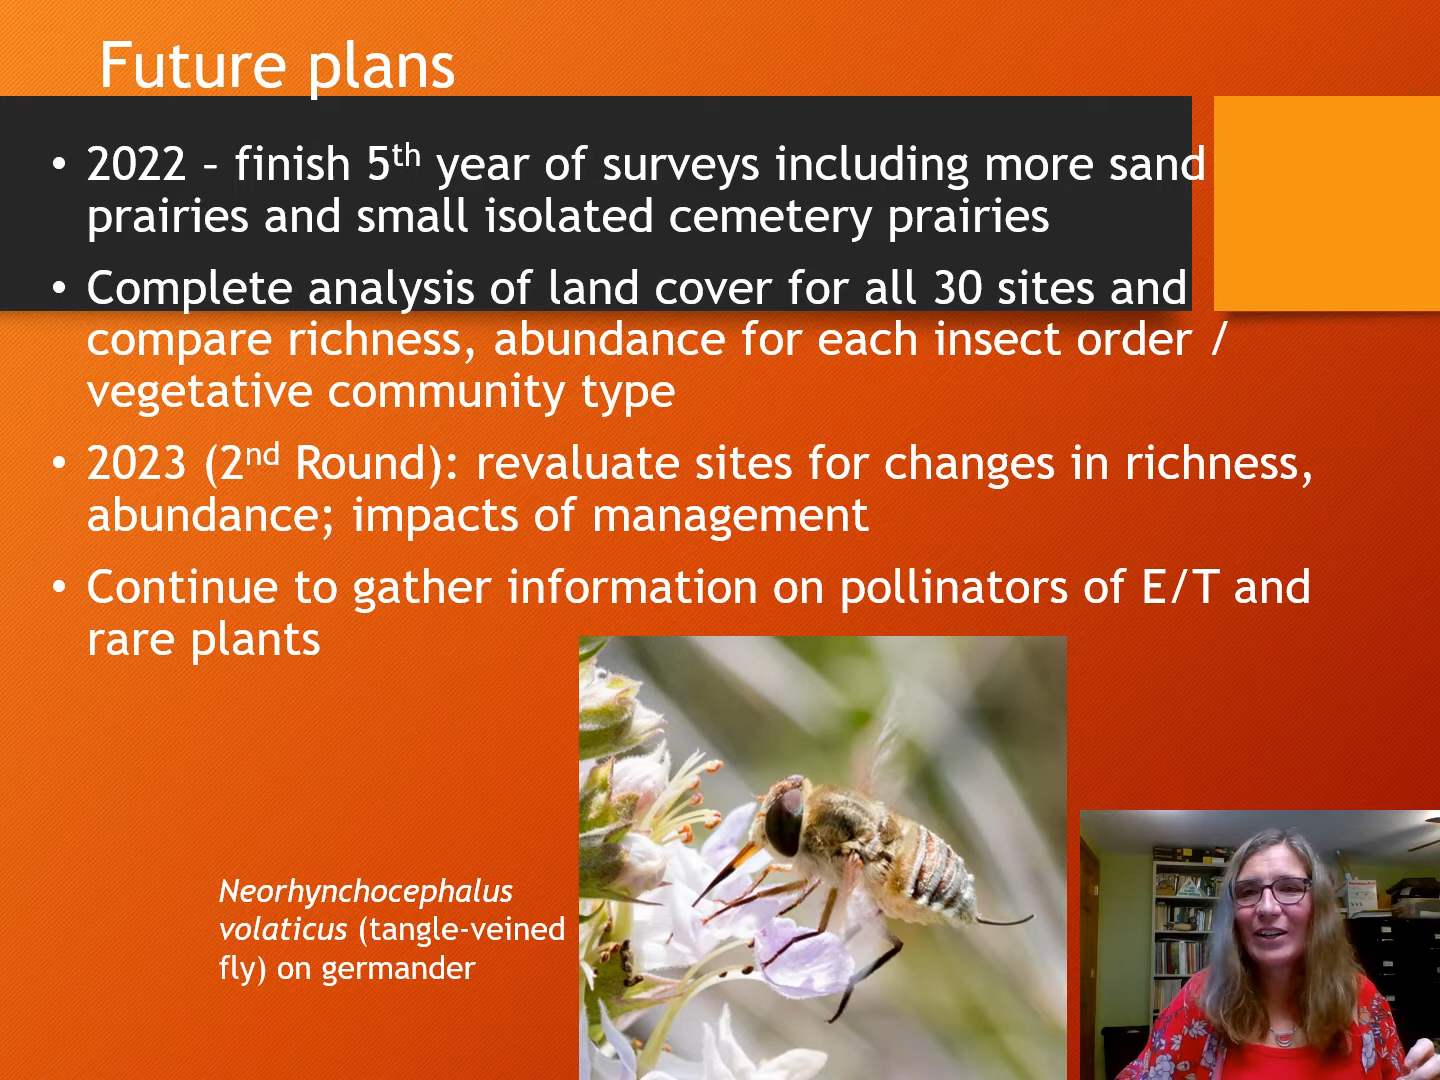 Future plans
• 2022 – finish 5th year of surveys including more sand
prairies and small isolated cemetery prairies
• Complete analysis of land cover for all 30 sites and
compare richness, abundance for each insect order /
vegetative community type
• 2023 (2nd Round): revaluate sites for changes in richness,
abundance; impacts of management
• Continue to gather information on pollinators of E/T and
rare plants
Neorhynchocephalus
volaticus (tangle-veined
fly) on germander